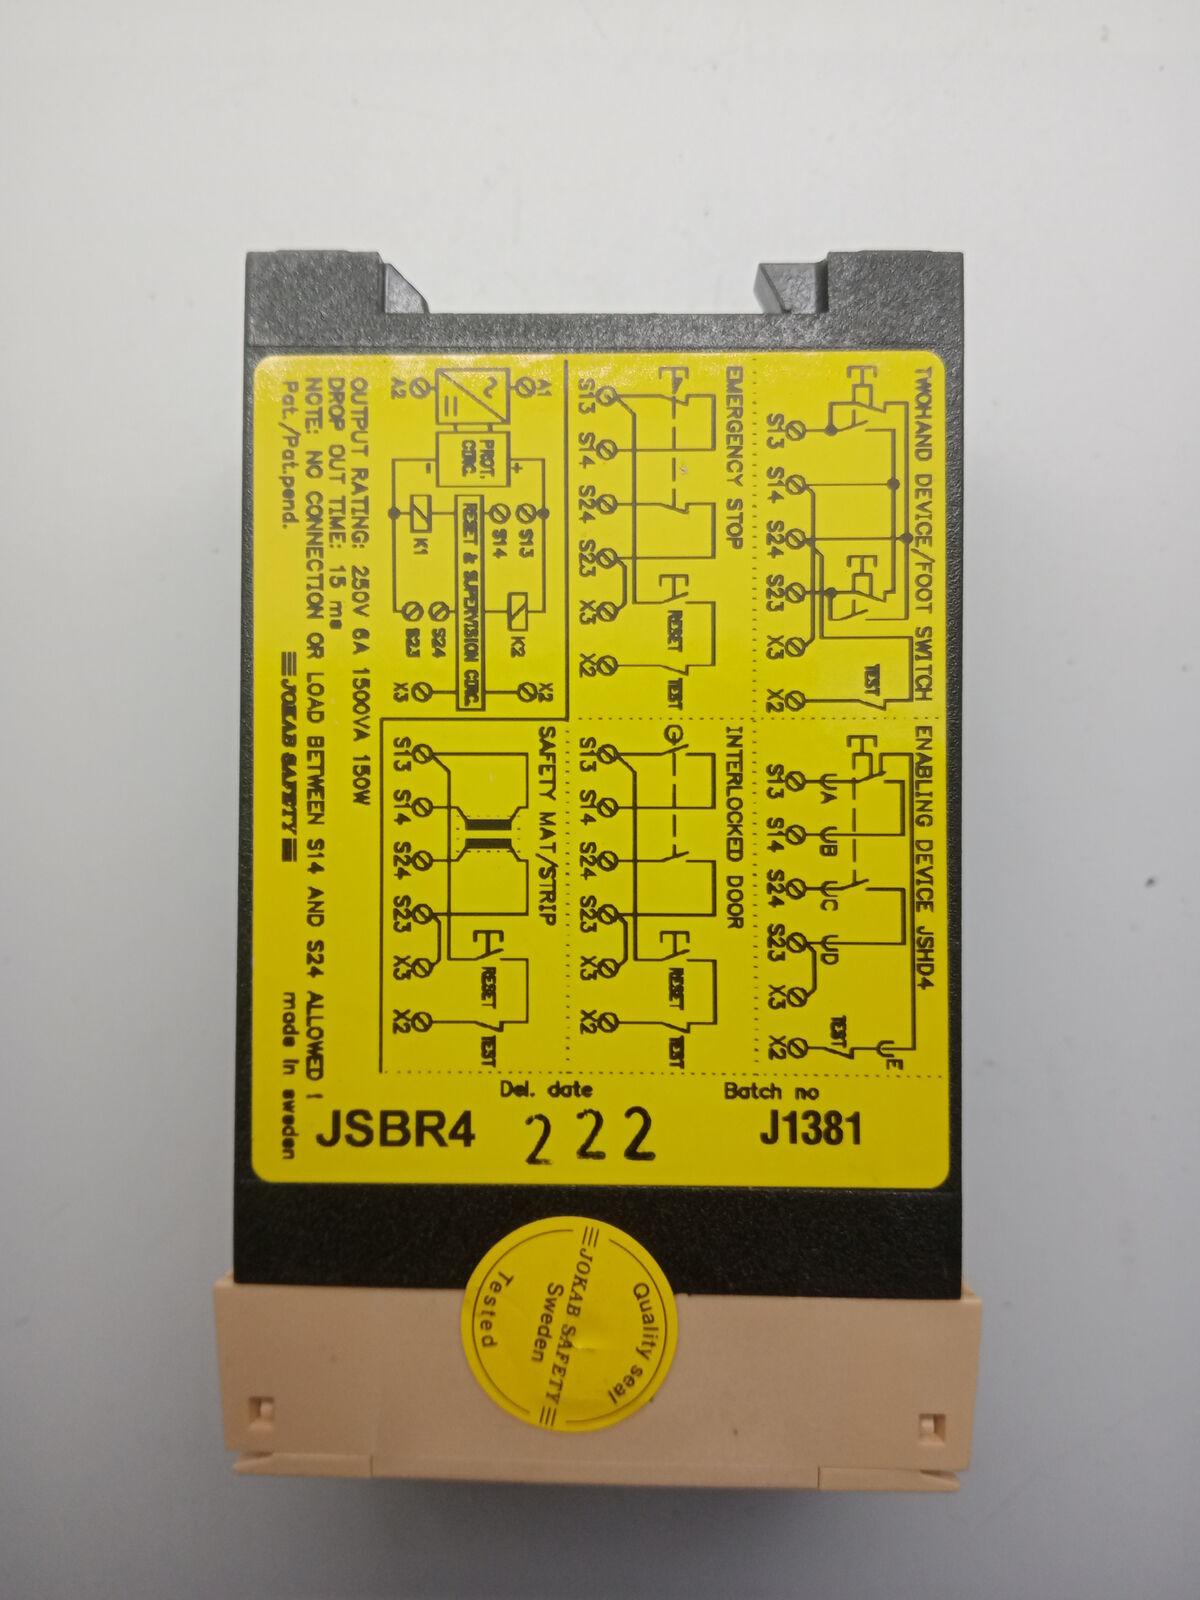 TWOHAND DEVICE/FOOT SWITCH
S13 S14 S24 S23 X3 X2
TEST
ENABLING DEVICE JSHD4
A B C D E
S13 S14 S24 S23 X3 X2
TEST
EMERGENCY STOP
RESET TEST
S13 S14 S24 S23 X3 X2
INTERLOCKED DOOR
RESET TEST
S13 S14 S24 S23 X3 X2
A1 S13 K2 X2
+
PROT. S14
CIRC. RESET & SUPERVISION CIRC.
-
A2 K1 S23 S24 X3
SAFETY MAT/STRIP
RESET TEST
S13 S14 S24 S23 X3 X2
OUTPUT RATING: 250V 6A 1500VA 150W
DROP OUT TIME: 15 ms
NOTE: NO CONNECTION OR LOAD BETWEEN S14 AND S24 ALLOWED !
Pat./Pat.pend. JOKAB SAFETY made in sweden
Del. date Batch no
JSBR4 222 J1381
Quality seal
JOKAB SAFETY
Sweden
Tested